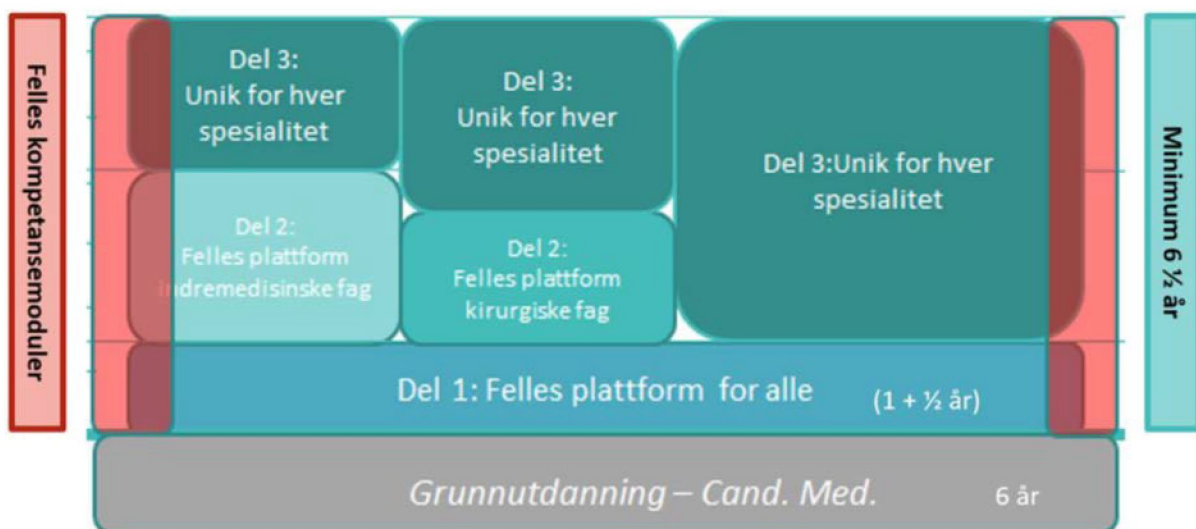 Felles kompetansemoduler
Del 3:
Unik for hver
spesialitet
Del 2:
Felles plattform
indremedisinske fag
Del 3:
Unik for hver
spesialitet
Del 2:
Felles plattform
kirurgiske fag
Del 3:Unik for hver
spesialitet
Minimum 6 ½ år
Del 1: Felles plattform for alle (1 + ½ år)
Grunnutdanning – Cand. Med. 6 år